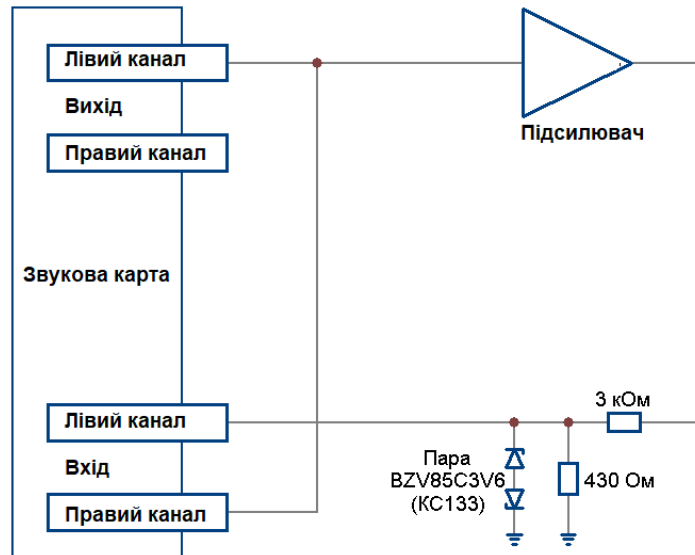 Лівий канал
Вихід
Правий канал
Підсилювач
Звукова карта
Лівий канал
Вхід
Правий канал
3 кОм
Пара
BZV85C3V6
(КС133)
430 Ом